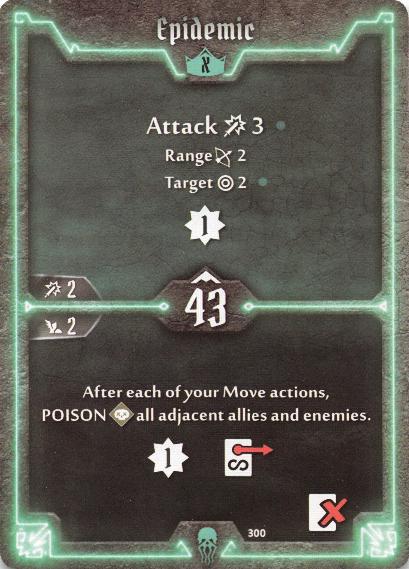 Epidemic
X
Attack 3
Range 2
Target 2
1
2
43
2
After each of your Move actions,
POISON all adjacent allies and enemies.
1
S
300